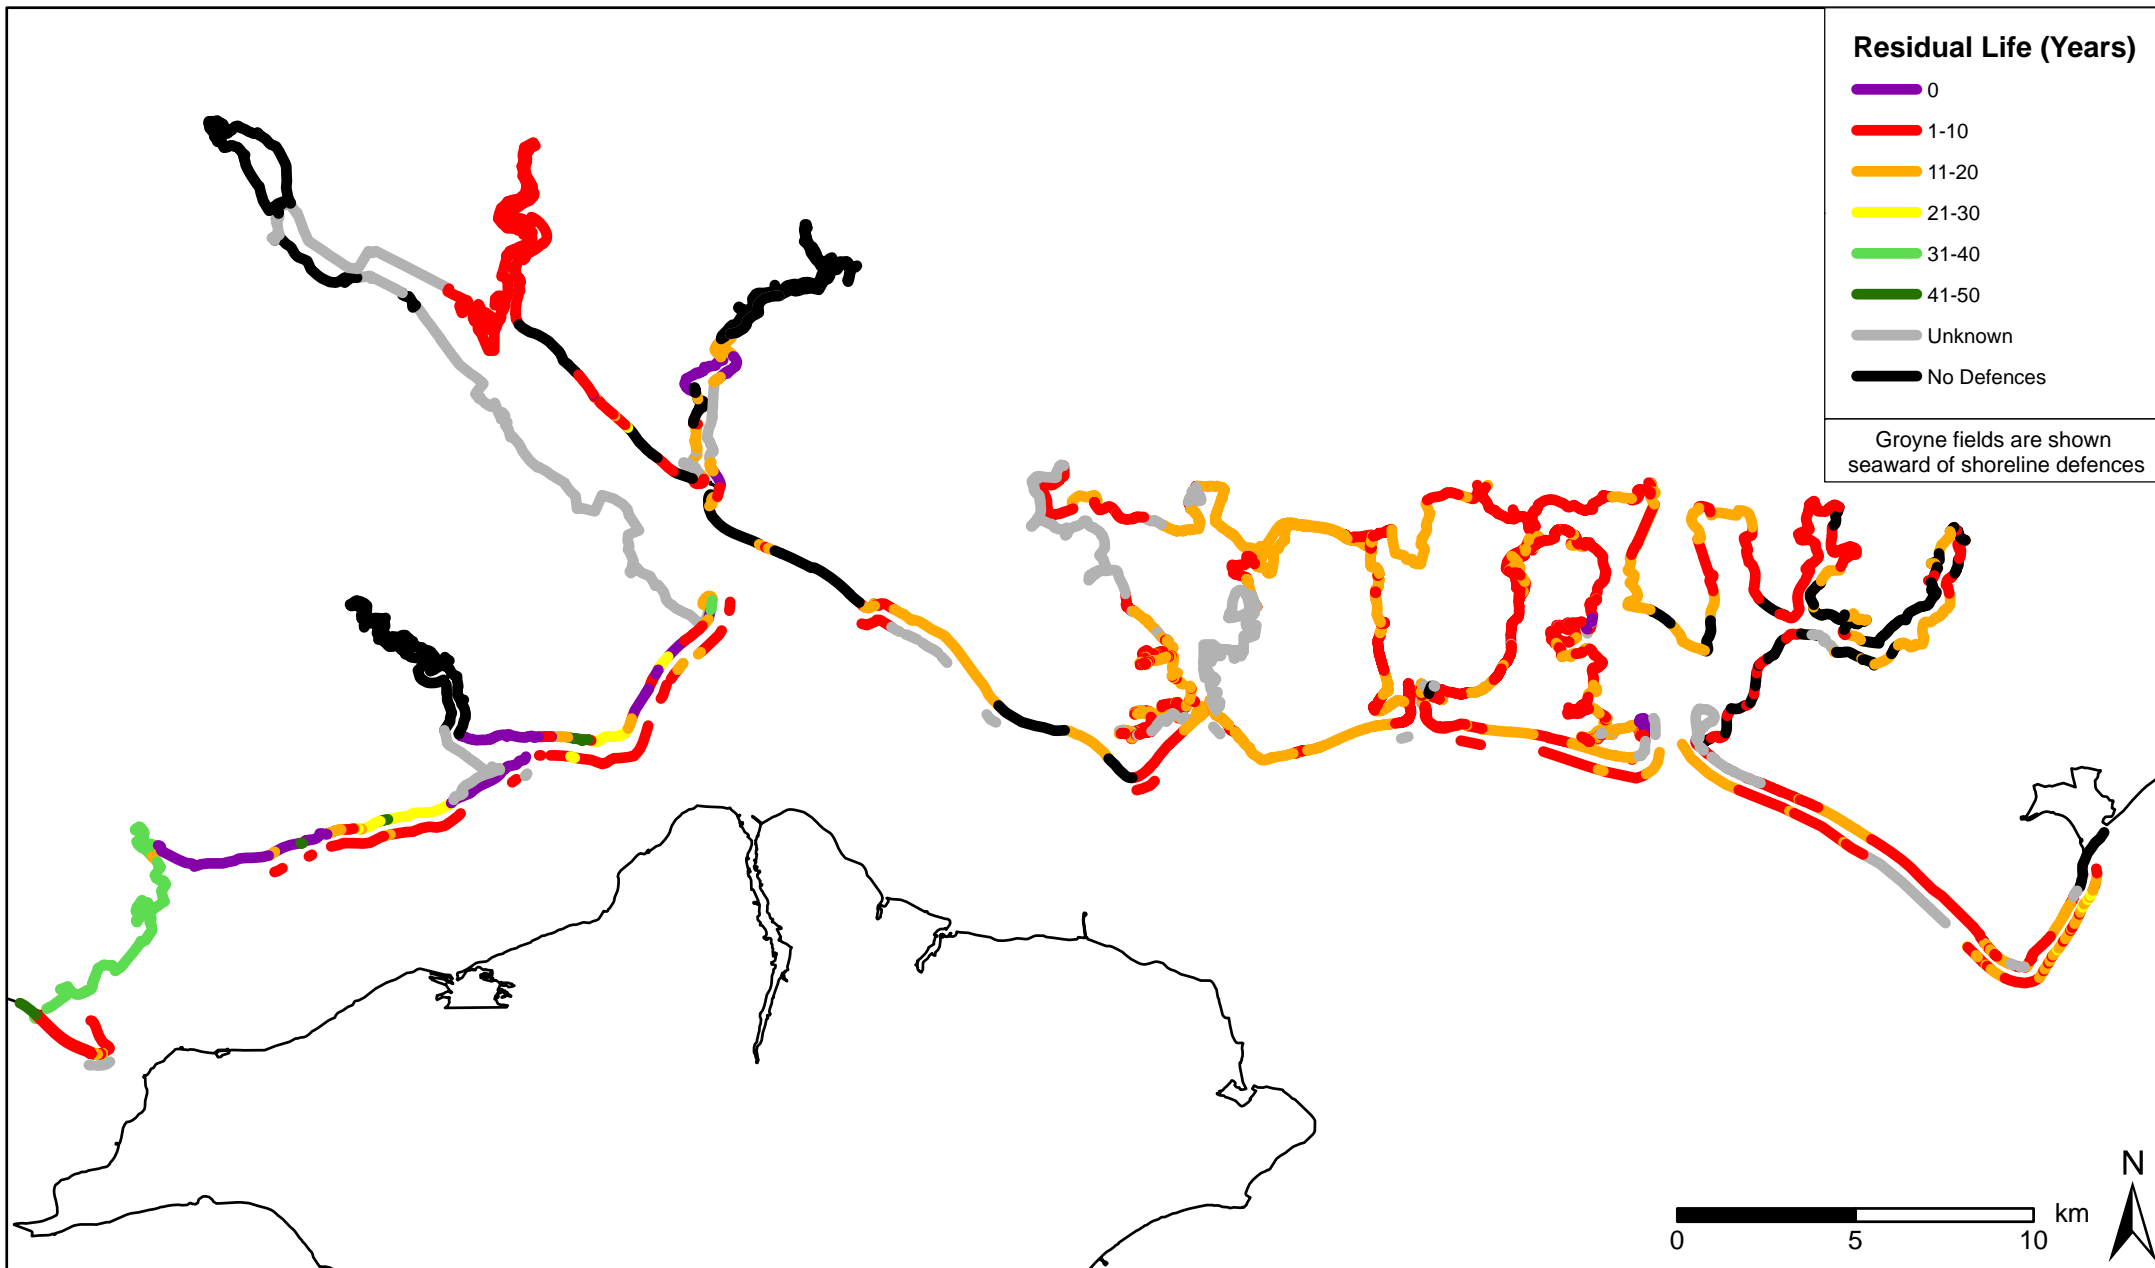 Residual Life (Years)
0
1-10
11-20
21-30
31-40
41-50
Unknown
No Defences
Groyne fields are shown
seaward of shoreline defences
N
km
0 5 10